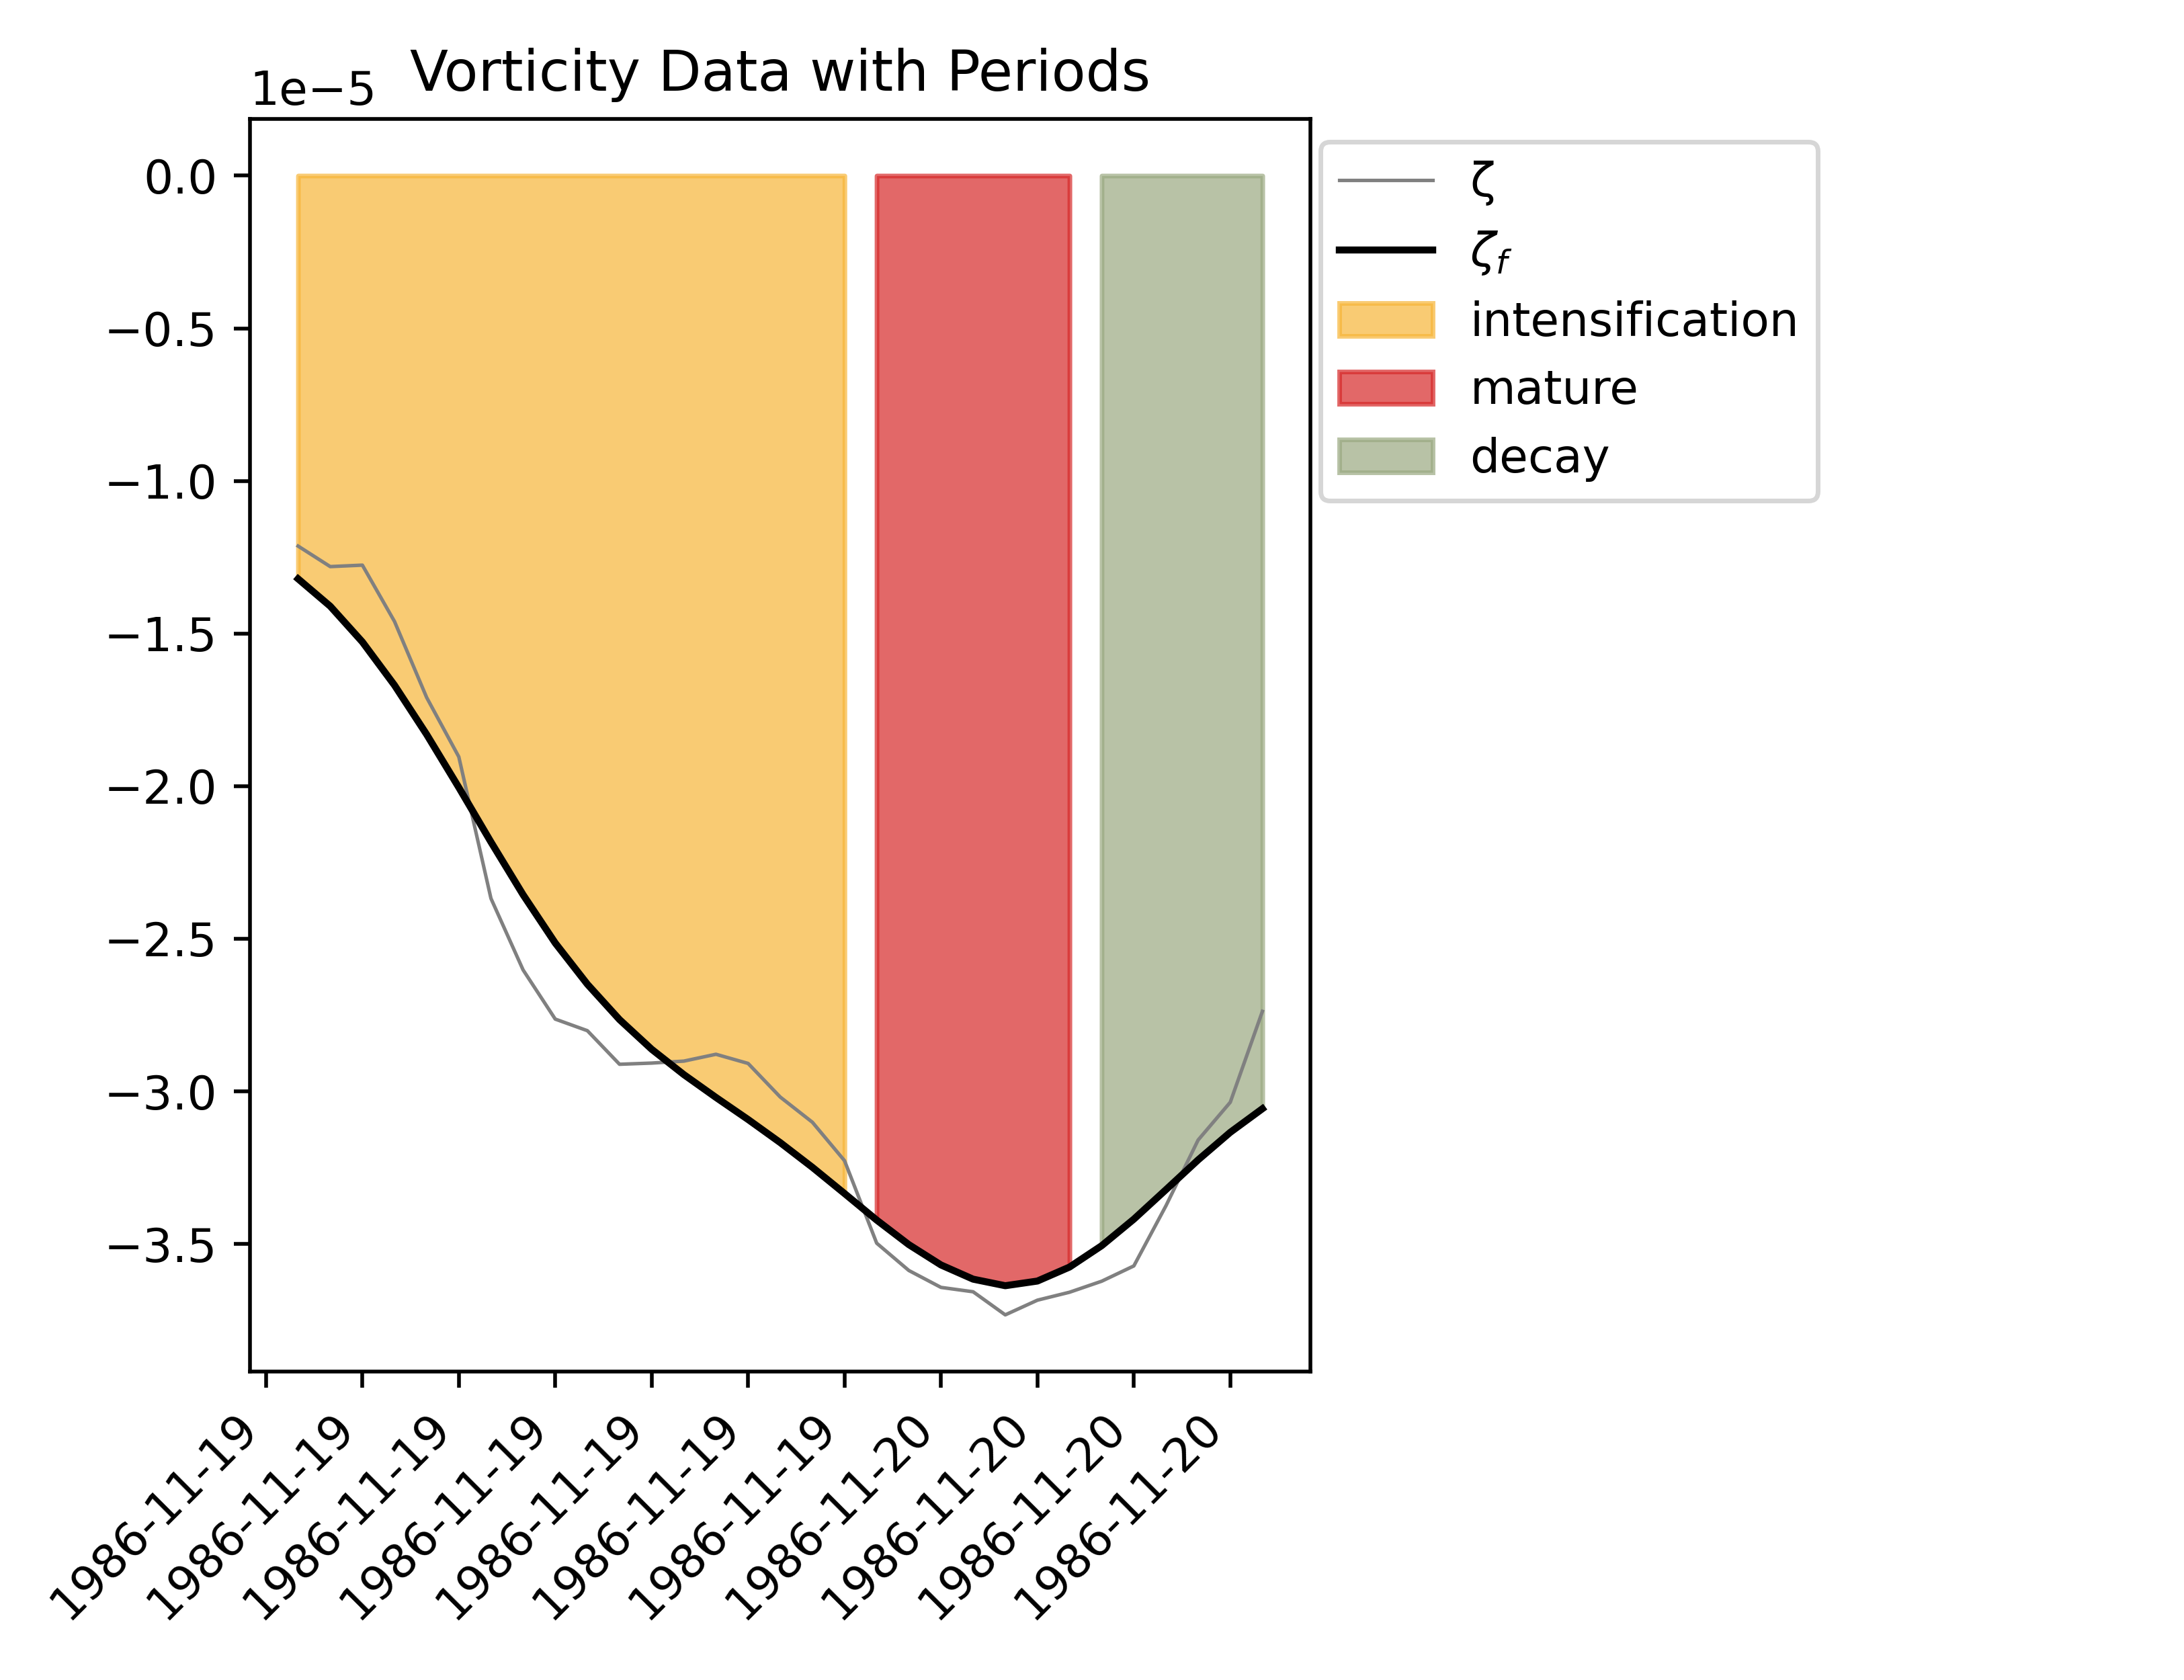 Vorticity Data with Periods
1e−5
0.0
−0.5
−1.0
−1.5
−2.0
−2.5
−3.0
−3.5
1986-11-19
1986-11-19
1986-11-19
1986-11-19
1986-11-19
1986-11-19
1986-11-19
1986-11-20
1986-11-20
1986-11-20
1986-11-20
ζ
ζf
intensification
mature
decay